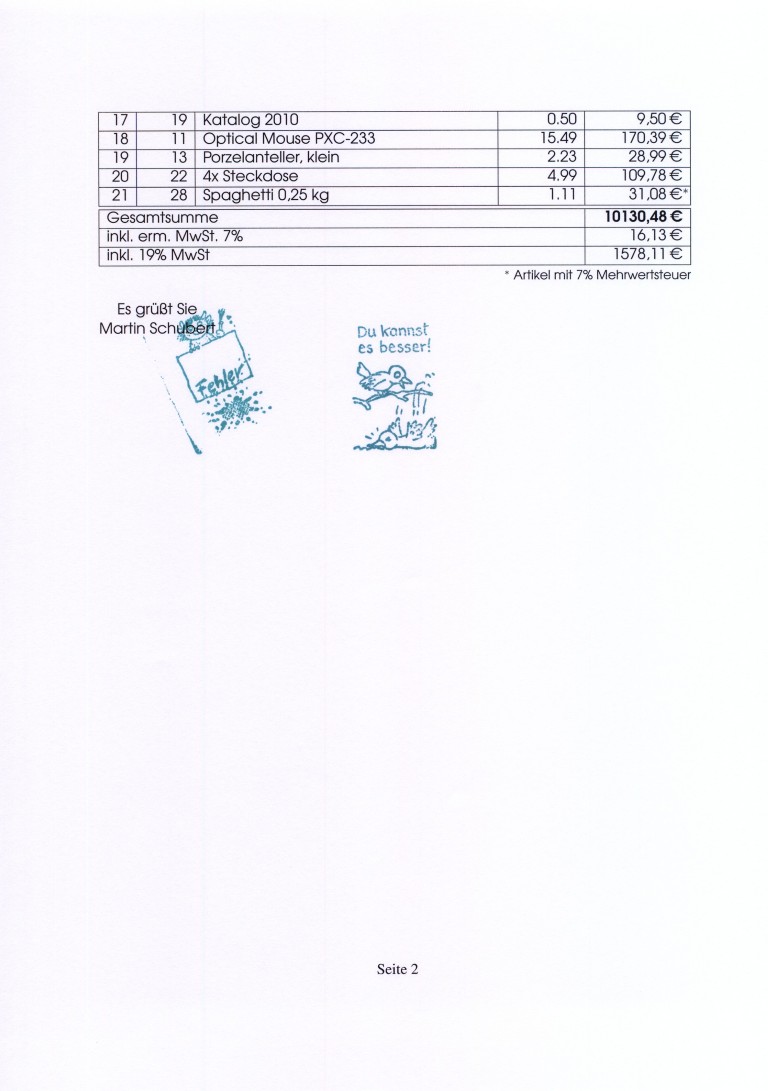 17 19 Katalog 2010 0.50 9,50 €
18 11 Optical Mouse PXC-233 15.49 170,39 €
19 13 Porzelanteller, klein 2.23 28,99 €
20 22 4x Steckdose 4.99 109,78 €
21 28 Spaghetti 0,25 kg 1.11 31,08 €*
Gesamtsumme 10130,48 €
inkl. erm. MwSt. 7% 16,13 €
inkl. 19% MwSt 1578,11 €
* Artikel mit 7% Mehrwertsteuer
Es grüßt Sie
Martin Schubert
Fehler
Du kannst
es besser!
Seite 2